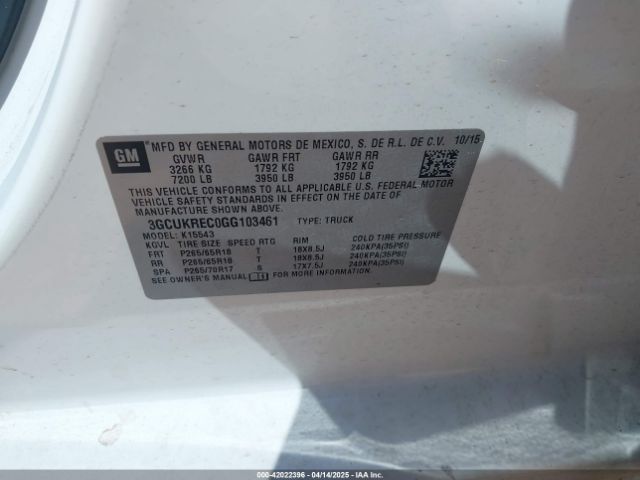 GM
MFD BY GENERAL MOTORS DE MEXICO, S. DE R.L. DE C.V. 10/15
GVWR GAWR FRT GAWR RR
3266 KG 1792 KG 1792 KG
7200 LB 3950 LB 3950 LB
THIS VEHICLE CONFORMS TO ALL APPLICABLE U.S. FEDERAL MOTOR
VEHICLE SAFETY STANDARDS IN EFFECT ON THE DATE OF
MANUFACTURE SHOWN ABOVE.
3GCUKREC0GG103461 TYPE: TRUCK
MODEL: K15543
KGVL TIRE SIZE SPEED RTG RIM COLD TIRE PRESSURE
FRT P265/65R18 T 18X8.5J 240KPA(35PSI)
RR P265/65R18 T 18X8.5J 240KPA(35PSI)
SPA P265/70R17 S 17X7.5J 240KPA(35PSI)
SEE OWNER'S MANUAL FOR MORE INFORMATION.
000-42022396 - 04/14/2025 - IAAI.COM